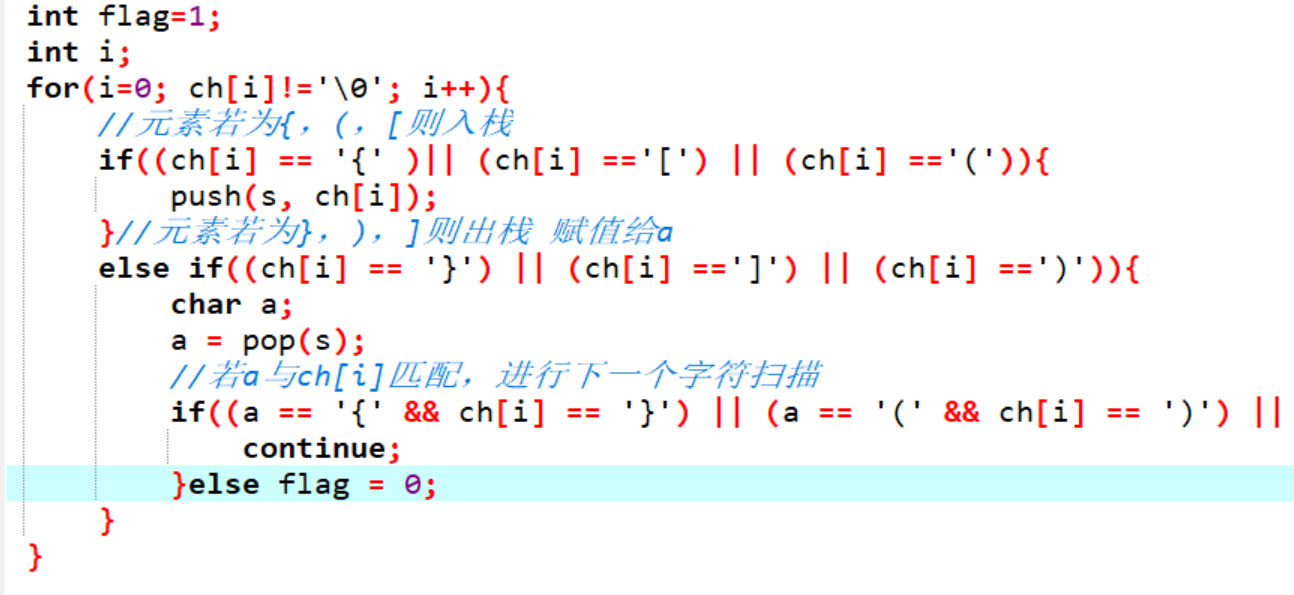 int flag=1;
int i;
for(i=0; ch[i]!='\0'; i++){
//元素若为{，(，[则入栈
if((ch[i] == '{' )|| (ch[i] =='[') || (ch[i] =='(')){
push(s, ch[i]);
}//元素若为}，)，]则出栈 赋值给a
else if((ch[i] == '}') || (ch[i] ==']') || (ch[i] ==')')){
char a;
a = pop(s);
//若a与ch[i]匹配，进行下一个字符扫描
if((a == '{' && ch[i] == '}') || (a == '(' && ch[i] == ')') ||
continue;
}else flag = 0;
}
}